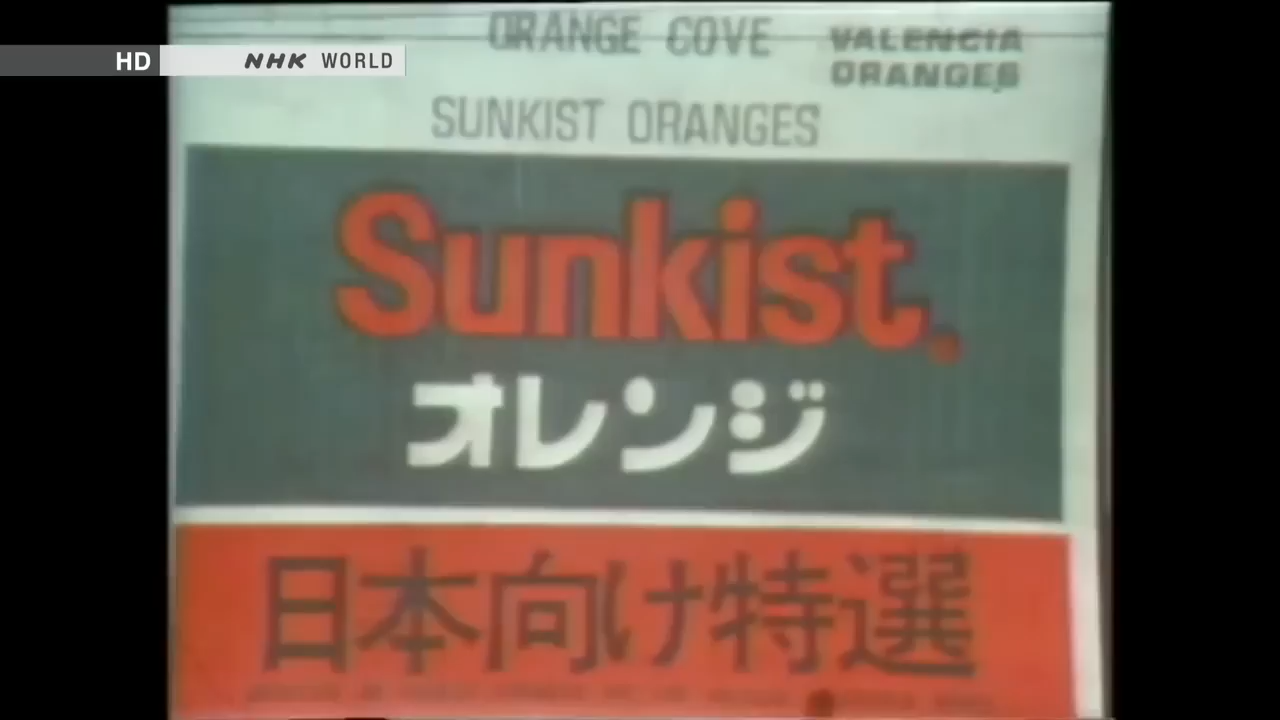 HD NHK WORLD
ORANGE COVE
VALENCIA
ORANGES
SUNKIST ORANGES
Sunkist.
オレンジ
日本向け特選